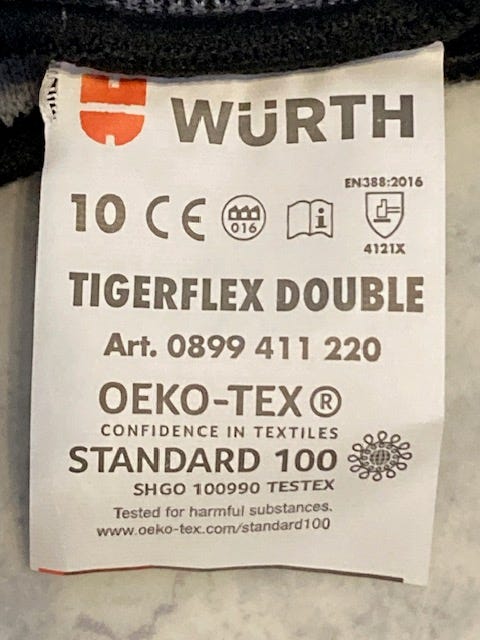 WÜRTH
10 CE 016 i
EN388:2016
4121X
TIGERFLEX DOUBLE
Art. 0899 411 220
OEKO-TEX®
CONFIDENCE IN TEXTILES
STANDARD 100
SHGO 100990 TESTEX
Tested for harmful substances.
www.oeko-tex.com/standard100